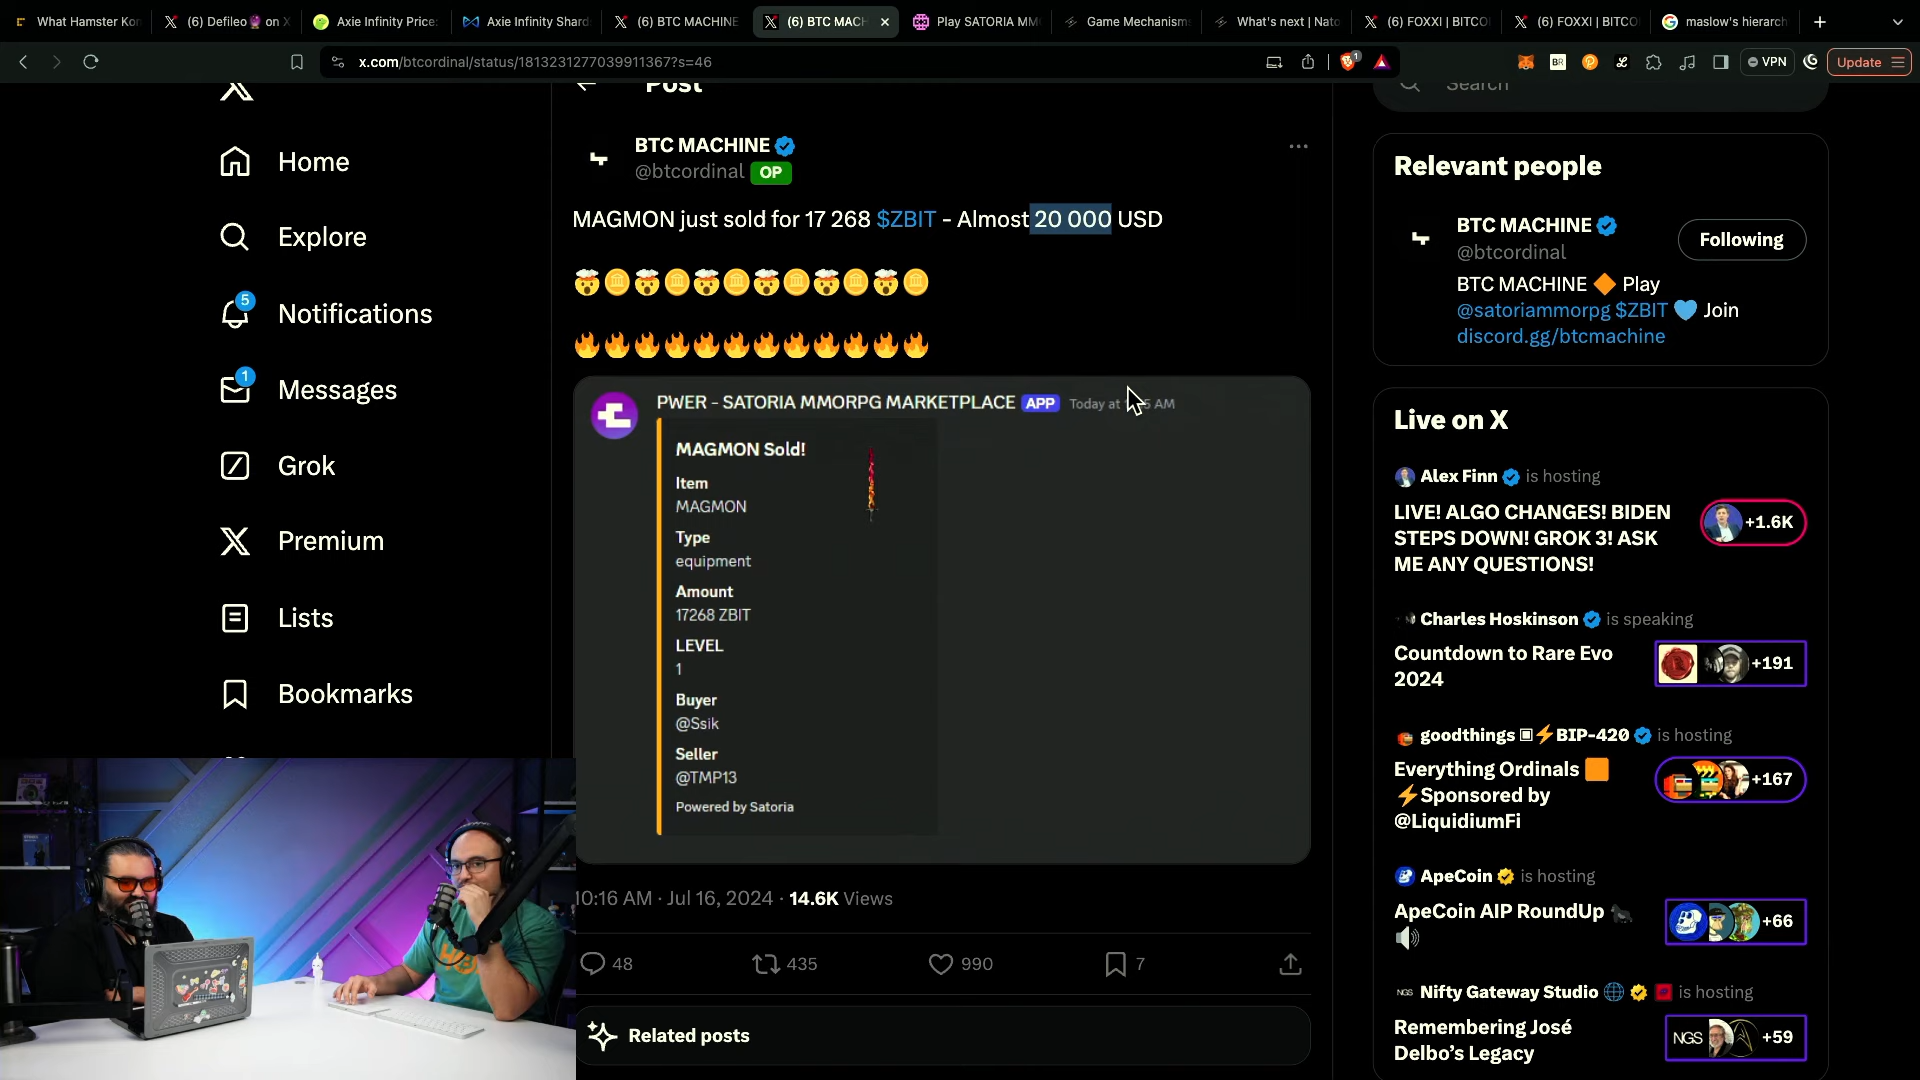 What Hamster Kon
(6) Defileo🔮 on X
Axie Infinity Price:
Axie Infinity Shard
(6) BTC MACHINE
(6) BTC MACH
Play SATORIA MM
Game Mechanism
What's next | Nato
(6) FOXXI | BITCO
(6) FOXXI | BITCO
maslow's hierarch
x.com/btcordinal/status/1813231277039911367?s=46
1
BR
VPN
Update
Post
Search
Home
Explore
5
Notifications
1
Messages
Grok
Premium
Lists
Bookmarks
BTC MACHINE
@btcordinal OP
MAGMON just sold for 17 268 $ZBIT - Almost 20 000 USD
🤯🪙🤯🪙🤯🪙🤯🪙🤯🪙🤯🪙
🔥🔥🔥🔥🔥🔥🔥🔥🔥🔥🔥🔥
PWER - SATORIA MMORPG MARKETPLACE APP Today at
AM
MAGMON Sold!
Item
MAGMON
Type
equipment
Amount
17268 ZBIT
LEVEL
1
Buyer
@Ssik
Seller
@TMP13
Powered by Satoria
10:16 AM · Jul 16, 2024 · 14.6K Views
48
435
990
7
Related posts
Relevant people
BTC MACHINE
@btcordinal
Following
BTC MACHINE 🔶 Play
@satoriammorpg $ZBIT 🩵 Join
discord.gg/btcmachine
Live on X
Alex Finn is hosting
LIVE! ALGO CHANGES! BIDEN
STEPS DOWN! GROK 3! ASK
ME ANY QUESTIONS!
+1.6K
Charles Hoskinson is speaking
Countdown to Rare Evo
2024
+191
goodthings ▣⚡BIP-420 is hosting
Everything Ordinals 🟧
⚡Sponsored by
@LiquidiumFi
+167
ApeCoin is hosting
ApeCoin AIP RoundUp 🦍
🔊
+66
NGS Nifty Gateway Studio 🌐 is hosting
Remembering José
Delbo’s Legacy
NGS
+59